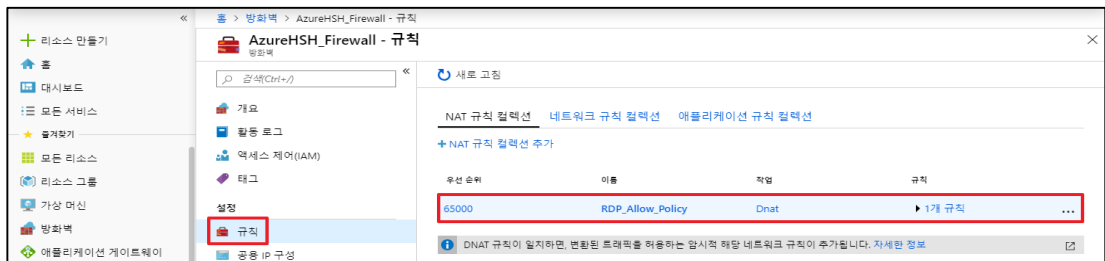 홈 > 방화벽 > AzureHSH_Firewall - 규칙
리소스 만들기
홈
대시보드
모든 서비스
즐겨찾기
모든 리소스
리소스 그룹
가상 머신
방화벽
애플리케이션 게이트웨이
AzureHSH_Firewall - 규칙
방화벽
검색(Ctrl+/)
개요
활동 로그
액세스 제어(IAM)
태그
설정
규칙
공용 IP 구성
새로 고침
NAT 규칙 컬렉션 네트워크 규칙 컬렉션 애플리케이션 규칙 컬렉션
+ NAT 규칙 컬렉션 추가
우선 순위 이름 작업 규칙
65000 RDP_Allow_Policy Dnat ▶ 1개 규칙 ...
DNAT 규칙이 일치하면, 변환된 트래픽을 허용하는 암시적 해당 네트워크 규칙이 추가됩니다. 자세한 정보